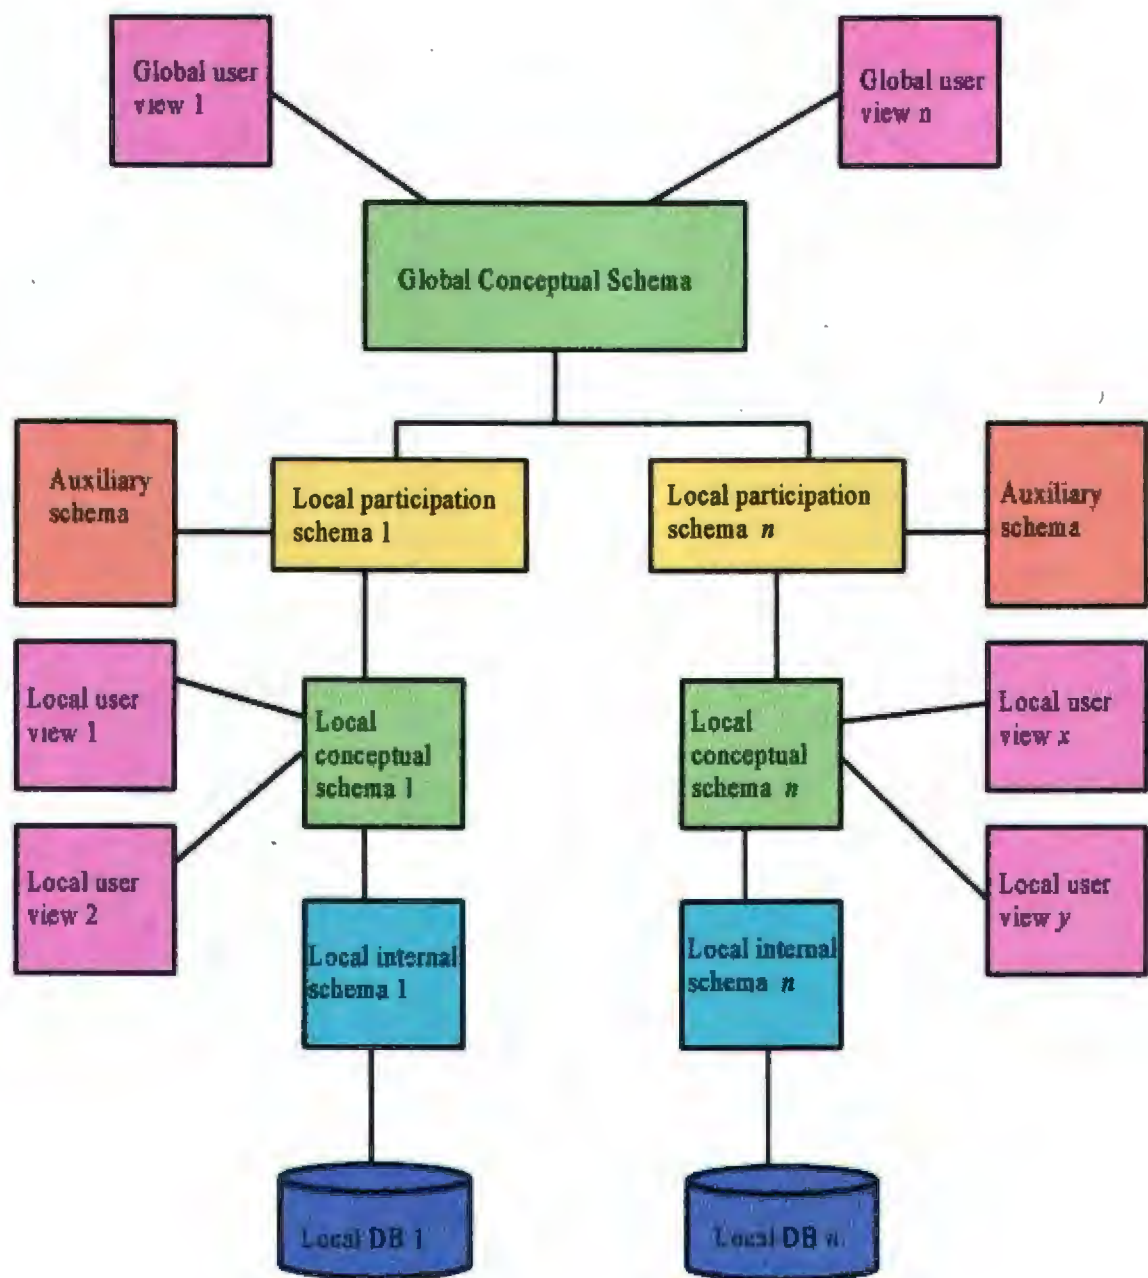 Global user
view 1
Global user
view n
Global Conceptual Schema
Auxiliary
schema
Local participation
schema 1
Local participation
schema n
Auxiliary
schema
Local user
view 1
Local
conceptual
schema 1
Local
conceptual
schema n
Local user
view x
Local user
view 2
Local user
view y
Local internal
schema 1
Local internal
schema n
Local DB 1
Local DB n